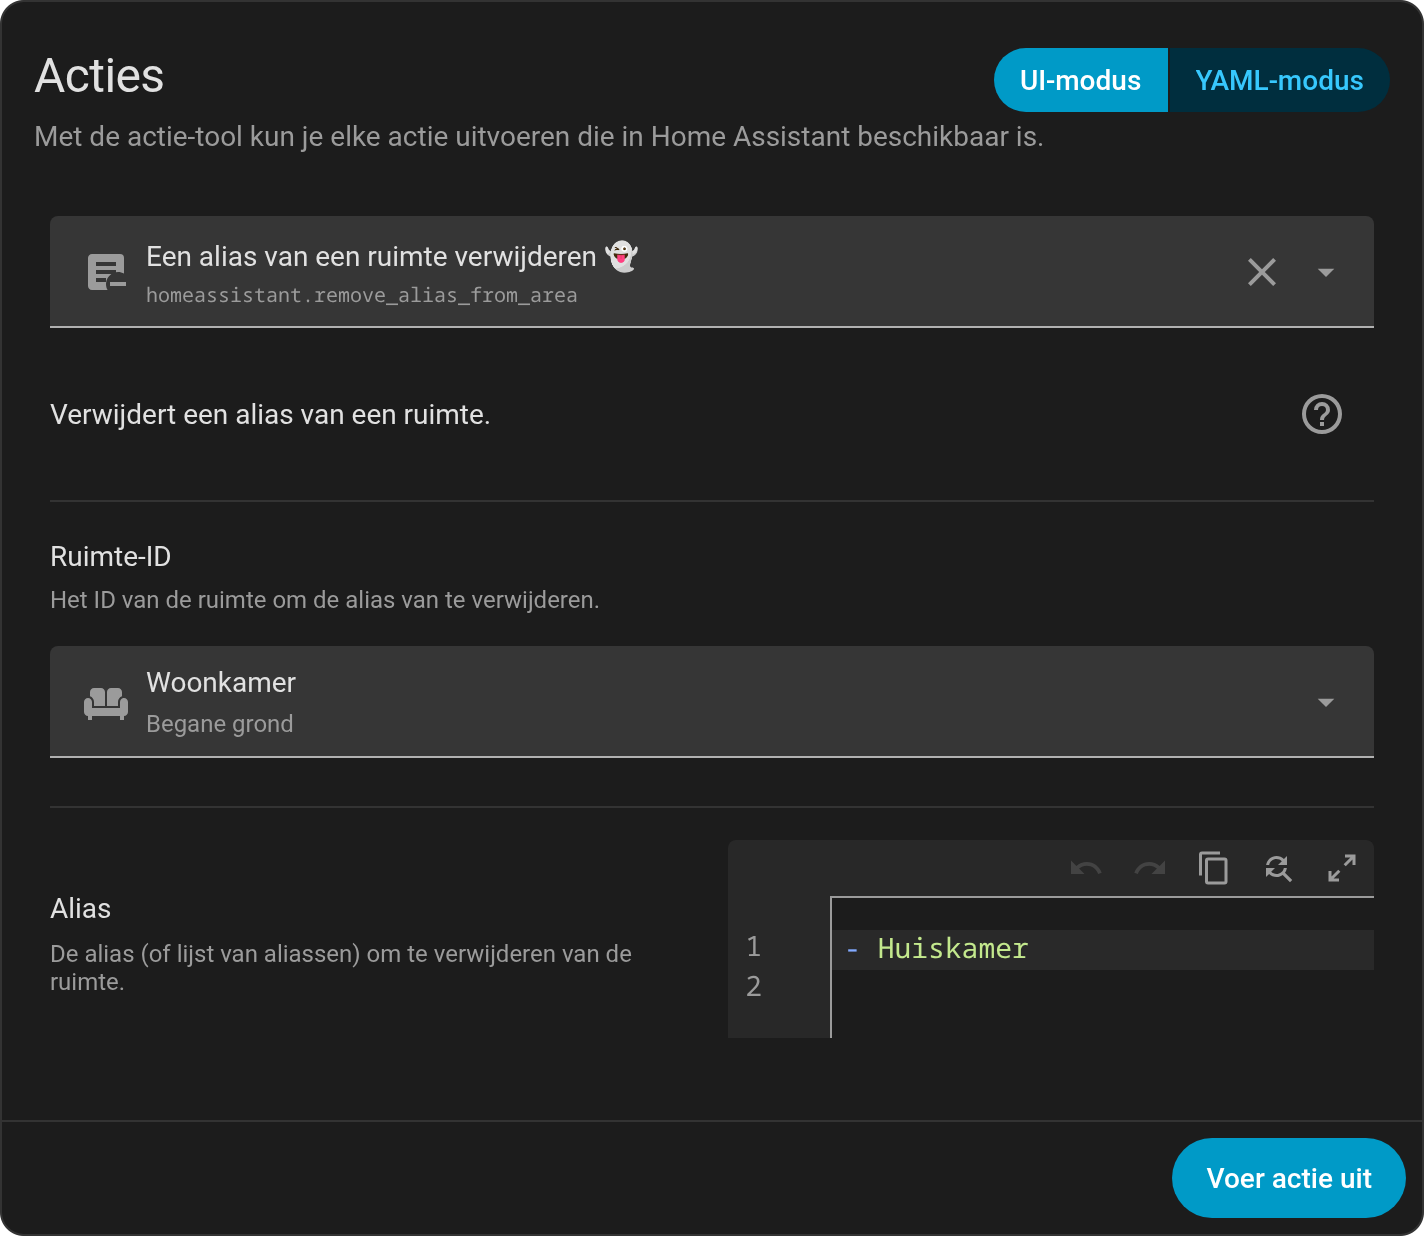 Acties
UI-modus
YAML-modus
Met de actie-tool kun je elke actie uitvoeren die in Home Assistant beschikbaar is.
Een alias van een ruimte verwijderen 👻
homeassistant.remove_alias_from_area
Verwijdert een alias van een ruimte.
Ruimte-ID
Het ID van de ruimte om de alias van te verwijderen.
Woonkamer
Begane grond
Alias
De alias (of lijst van aliassen) om te verwijderen van de
ruimte.
1 - Huiskamer
2
Voer actie uit